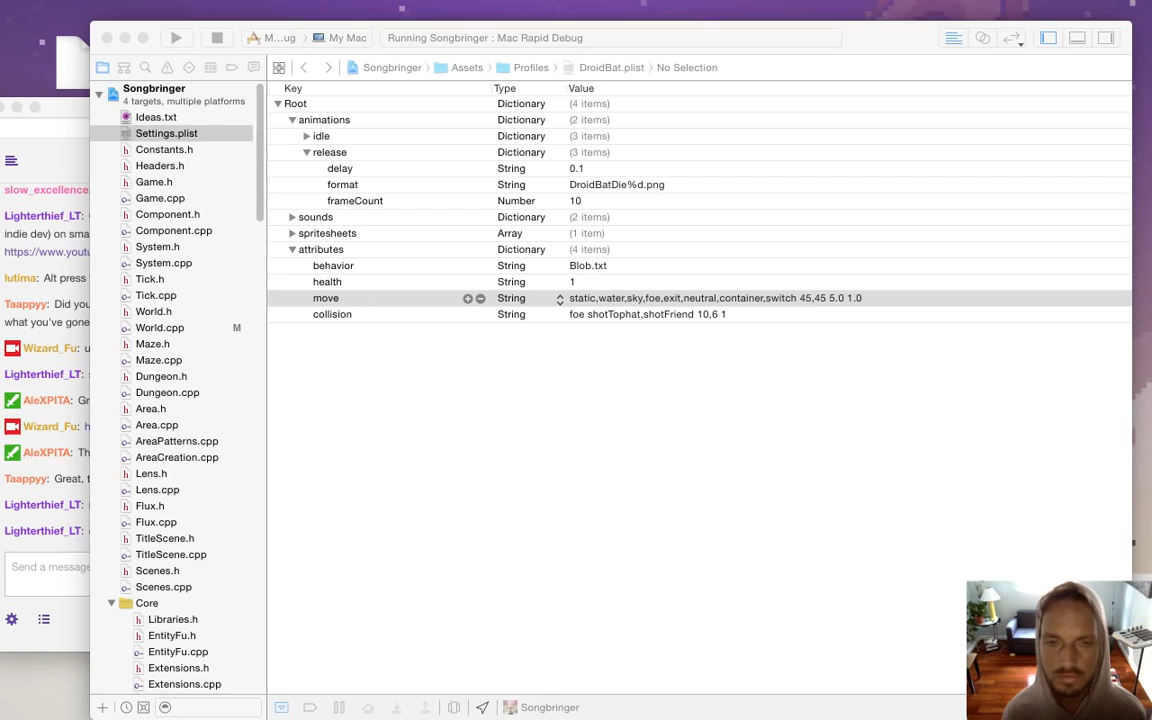 M...ug
My Mac
Running Songbringer : Mac Rapid Debug
Songbringer
Assets
Profiles
DroidBat.plist
No Selection
Songbringer
4 targets, multiple platforms
Ideas.txt
Settings.plist
Constants.h
Headers.h
Game.h
Game.cpp
Component.h
Component.cpp
System.h
System.cpp
Tick.h
Tick.cpp
World.h
World.cpp M
Maze.h
Maze.cpp
Dungeon.h
Dungeon.cpp
Area.h
Area.cpp
AreaPatterns.cpp
AreaCreation.cpp
Lens.h
Lens.cpp
Flux.h
Flux.cpp
TitleScene.h
TitleScene.cpp
Scenes.h
Scenes.cpp
Core
Libraries.h
EntityFu.h
EntityFu.cpp
Extensions.h
Extensions.cpp
Key Type Value
Root Dictionary (4 items)
animations Dictionary (2 items)
idle Dictionary (3 items)
release Dictionary (3 items)
delay String 0.1
format String DroidBatDie%d.png
frameCount Number 10
sounds Dictionary (2 items)
spritesheets Array (1 item)
attributes Dictionary (4 items)
behavior String Blob.txt
health String 1
move String static,water,sky,foe,exit,neutral,container,switch 45,45 5.0 1.0
collision String foe shotTophat,shotFriend 10,6 1
slow_excellence:
Lighterthief_LT:
indie dev) on sma
https://www.yout
lutima: Alt press
Taappyy: Did you
what you've gone
Wizard_Fu: u
Lighterthief_LT:
AleXPITA: Gr
Wizard_Fu: h
AleXPITA: Th
Taappyy: Great, t
Lighterthief_LT:
Lighterthief_LT:
Send a message
Songbringer